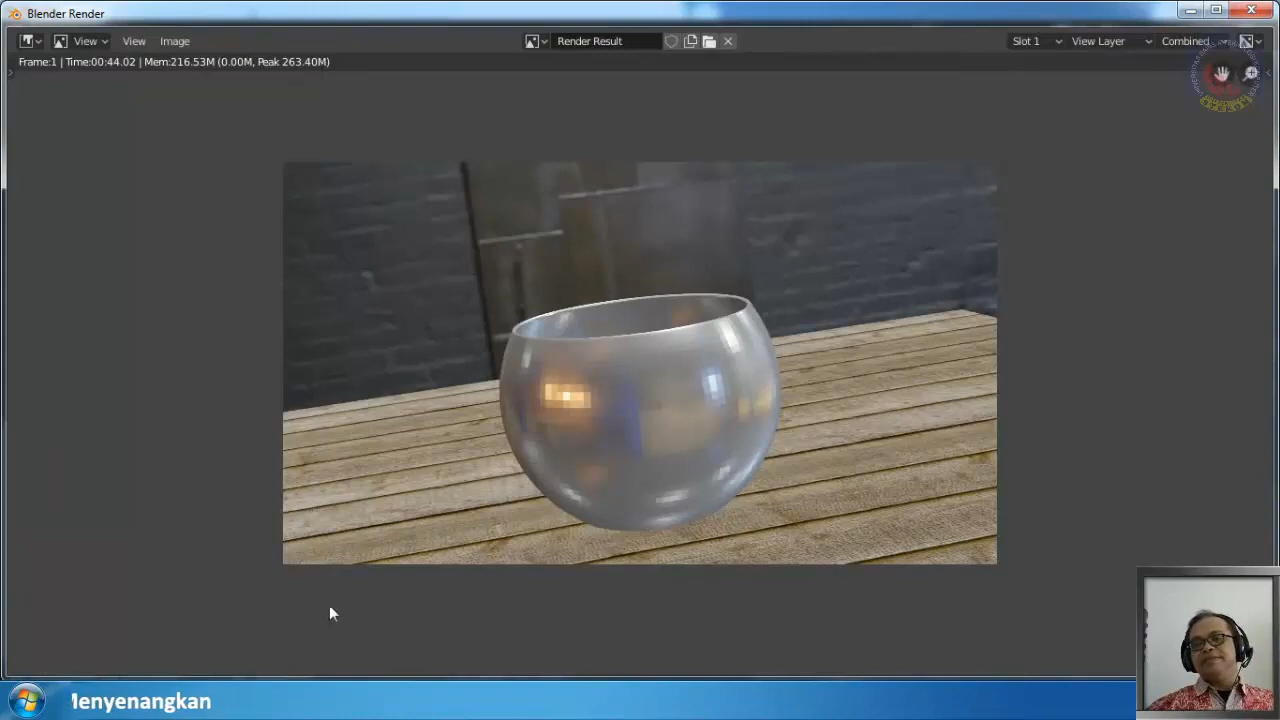 Blender Render
View View Image Render Result Slot 1 View Layer Combined
Frame:1 | Time:00:44.02 | Mem:216.53M (0.00M, Peak 263.40M)
lenyenangkan